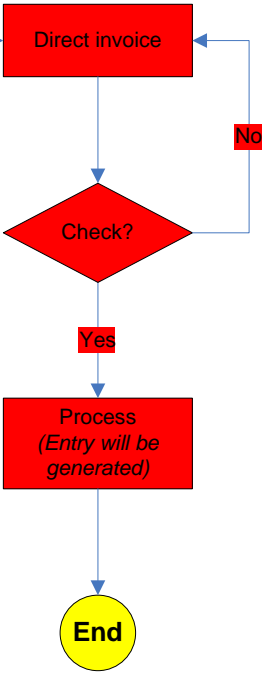 Direct invoice
No
Check?
Yes
Process
(Entry will be
generated)
End